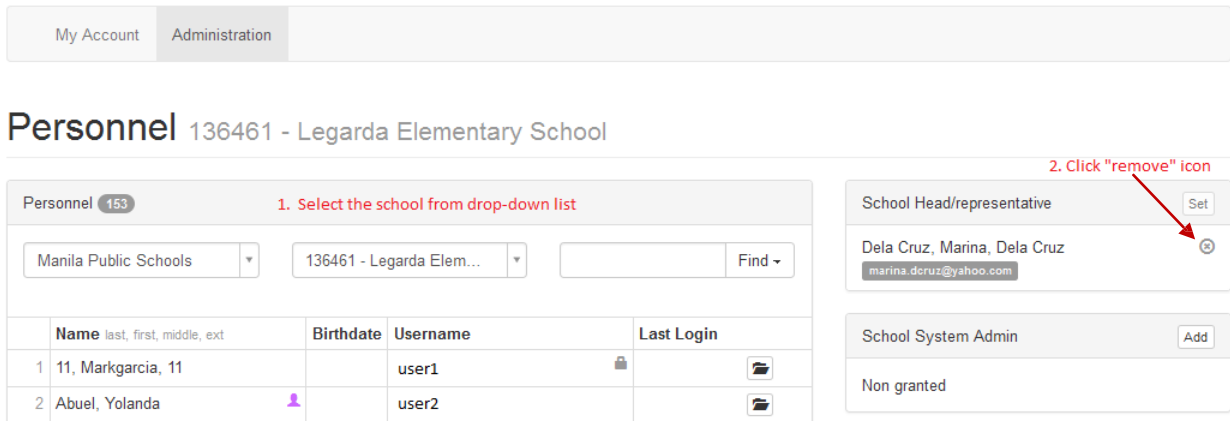 My Account Administration
Personnel 136461 - Legarda Elementary School
2. Click "remove" icon
Personnel 153
1. Select the school from drop-down list
School Head/representative Set
Manila Public Schools 136461 - Legarda Elem... Find
Dela Cruz, Marina, Dela Cruz
marina.dcruz@yahoo.com
Name last, first, middle, ext Birthdate Username Last Login
1 11, Markgarcia, 11 user1
2 Abuel, Yolanda user2
School System Admin Add
Non granted